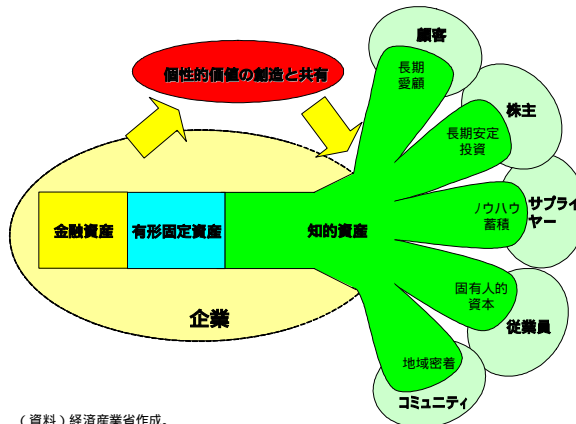 個性的価値の創造と共有
顧客
長期
愛顧
株主
長期安定
投資
サプライ
ヤー
ノウハウ
蓄積
金融資産
有形固定資産
知的資産
固有人的
資本
従業員
企業
地域密着
コミュニティ
（資料）経済産業省作成。